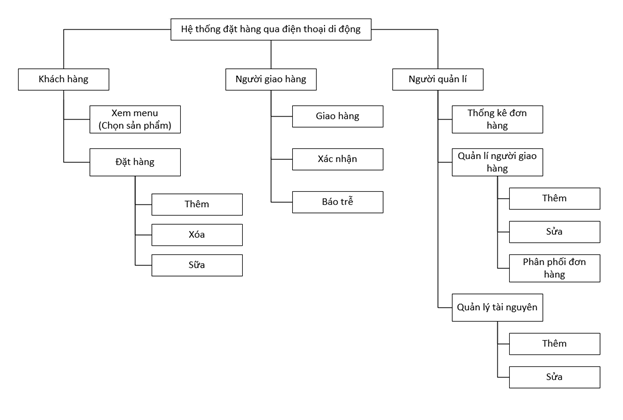 Hệ thống đặt hàng qua điện thoại di động
Khách hàng
Người giao hàng
Người quản lí
Xem menu
(Chọn sản phẩm)
Đặt hàng
Thêm
Xóa
Sữa
Giao hàng
Xác nhận
Báo trễ
Thống kê đơn
hàng
Quản lí người giao
hàng
Thêm
Sửa
Phân phối đơn
hàng
Quản lý tài nguyên
Thêm
Sửa